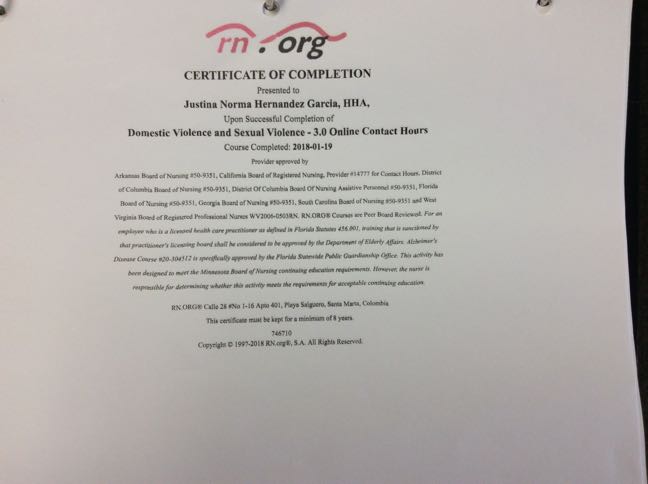 rn.org
CERTIFICATE OF COMPLETION
Presented to
Justina Norma Hernandez Garcia, HHA,
Upon Successful Completion of
Domestic Violence and Sexual Violence - 3.0 Online Contact Hours
Course Completed: 2018-01-19
Provider approved by
Arkansas Board of Nursing #50-9351, California Board of Registered Nursing, Provider #14777 for Contact Hours. District
of Columbia Board of Nursing #50-9351, District Of Columbia Board Of Nursing Assistive Personnel #50-9351, Florida
Board of Nursing #50-9351, Georgia Board of Nursing #50-9351, South Carolina Board of Nursing #50-9351 and West
Virginia Board of Registered Professional Nurses WV2006-0503RN. RN.ORG® Courses are Peer Board Reviewed. For an
employee who is a licensed health care practitioner as defined in Florida Statutes 456.001, training that is sanctioned by
that practitioner's licensing board shall be considered to be approved by the Department of Elderly Affairs. Alzheimer's
Disease Course #20-304512 is specifically approved by the Florida Statewide Public Guardianship Office. This activity has
been designed to meet the Minnesota Board of Nursing continuing education requirements. However, the nurse is
responsible for determining whether this activity meets the requirements for acceptable continuing education.
RN.ORG® Calle 28 #No 1-16 Apto 401, Playa Salguero, Santa Marta, Colombia
This certificate must be kept for a minimum of 8 years.
746710
Copyright © 1997-2018 RN.org®, S.A. All Rights Reserved.